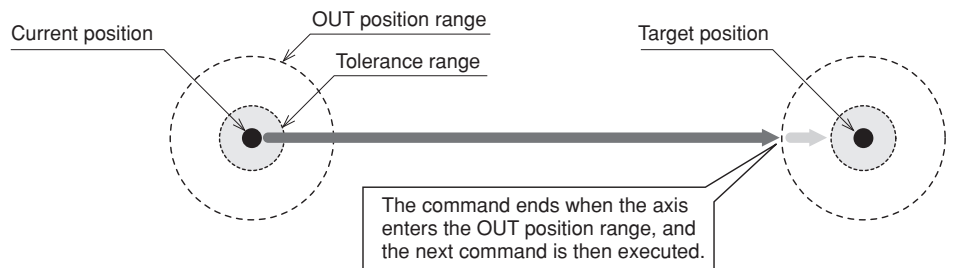 OUT position range
Current position
Target position
Tolerance range
The command ends when the axis
enters the OUT position range, and
the next command is then executed.